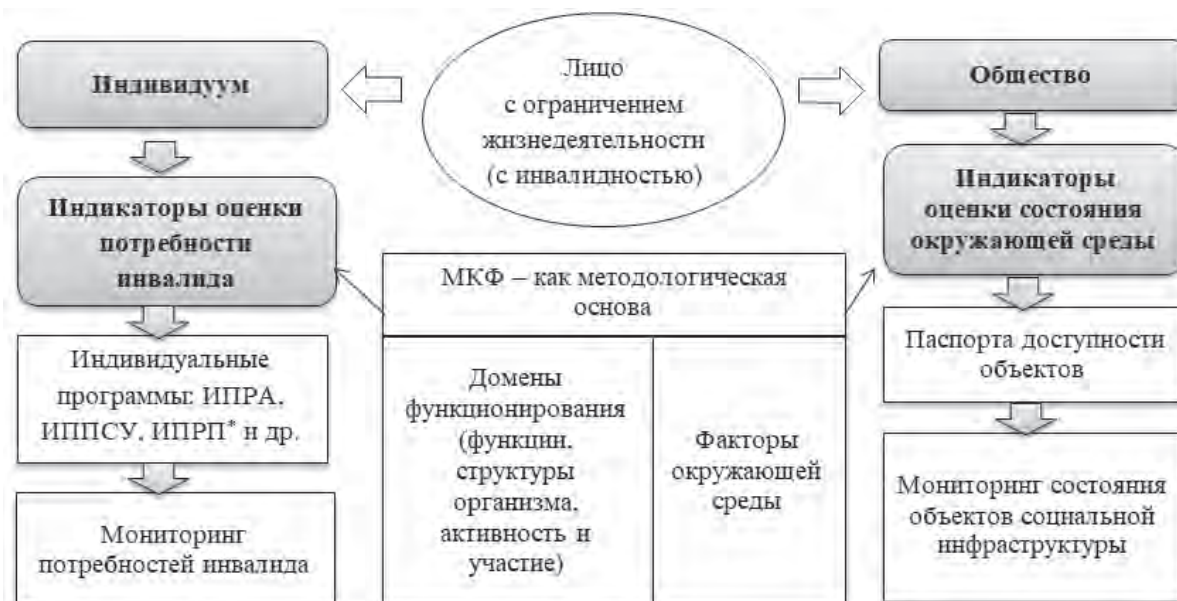 Индивидуум
Индикаторы оценки
потребности
инвалида
Индивидуальные
программы: ИПРА,
ИППСУ, ИПРП* и др.
Мониторинг
потребностей инвалида
Лицо
с ограничением
жизнедеятельности
(с инвалидностью)
МКФ – как методологическая
основа
Домены
функционирования
(функции,
структуры
организма,
активность и
участие)
Факторы
окружающей
среды
Общество
Индикаторы
оценки состояния
окружающей среды
Паспорта доступности
объектов
Мониторинг состояния
объектов социальной
инфраструктуры